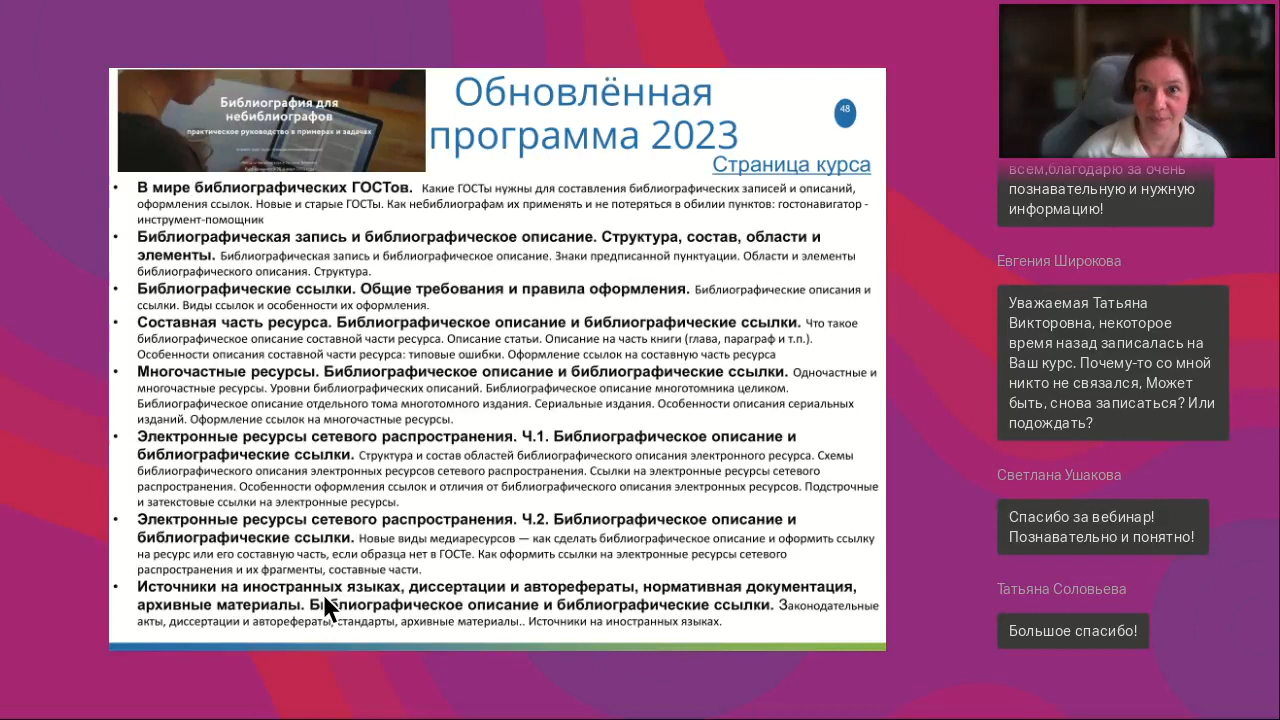 Библиография для
небиблиографов
практическое руководство в примерах и задачах
Обновлённая
программа 2023
48
Страница курса
• В мире библиографических ГОСТов. Какие ГОСТы нужны для составления библиографических записей и описаний,
оформления ссылок. Новые и старые ГОСТы. Как небиблиографам их применять и не потеряться в обилии пунктов: гостонавигатор -
инструмент-помощник
• Библиографическая запись и библиографическое описание. Структура, состав, области и
элементы. Библиографическая запись и библиографическое описание. Знаки предписанной пунктуации. Области и элементы
библиографического описания. Структура.
• Библиографические ссылки. Общие требования и правила оформления. Библиографические описания и
ссылки. Виды ссылок и особенности их оформления.
• Составная часть ресурса. Библиографическое описание и библиографические ссылки. Что такое
библиографическое описание составной части ресурса. Описание статьи. Описание на часть книги (глава, параграф и т.п.).
Особенности описания составной части ресурса: типовые ошибки. Оформление ссылок на составную часть ресурса
• Многочастные ресурсы. Библиографическое описание и библиографические ссылки. Одночастные и
многочастные ресурсы. Уровни библиографических описаний. Библиографическое описание многотомника целиком.
Библиографическое описание отдельного тома многотомного издания. Сериальные издания. Особенности описания сериальных
изданий. Оформление ссылок на многочастные ресурсы.
• Электронные ресурсы сетевого распространения. Ч.1. Библиографическое описание и
библиографические ссылки. Структура и состав областей библиографического описания электронного ресурса. Схемы
библиографического описания электронных ресурсов сетевого распространения. Ссылки на электронные ресурсы сетевого
распространения. Особенности оформления ссылок и отличия от библиографического описания электронных ресурсов. Подстрочные
и затекстовые ссылки на электронные ресурсы.
• Электронные ресурсы сетевого распространения. Ч.2. Библиографическое описание и
библиографические ссылки. Новые виды медиаресурсов — как сделать библиографическое описание и оформить ссылку
на ресурс или его составную часть, если образца нет в ГОСТе. Как оформить ссылки на электронные ресурсы сетевого
распространения и их фрагменты, составные части.
• Источники на иностранных языках, диссертации и авторефераты, нормативная документация,
архивные материалы. Библиографическое описание и библиографические ссылки. Законодательные
акты, диссертации и авторефераты, стандарты, архивные материалы.. Источники на иностранных языках.
всем,благодарю за очень
познавательную и нужную
информацию!
Евгения Широкова
Уважаемая Татьяна
Викторовна, некоторое
время назад записалась на
Ваш курс. Почему-то со мной
никто не связался, Может
быть, снова записаться? Или
подождать?
Светлана Ушакова
Спасибо за вебинар!
Познавательно и понятно!
Татьяна Соловьева
Большое спасибо!